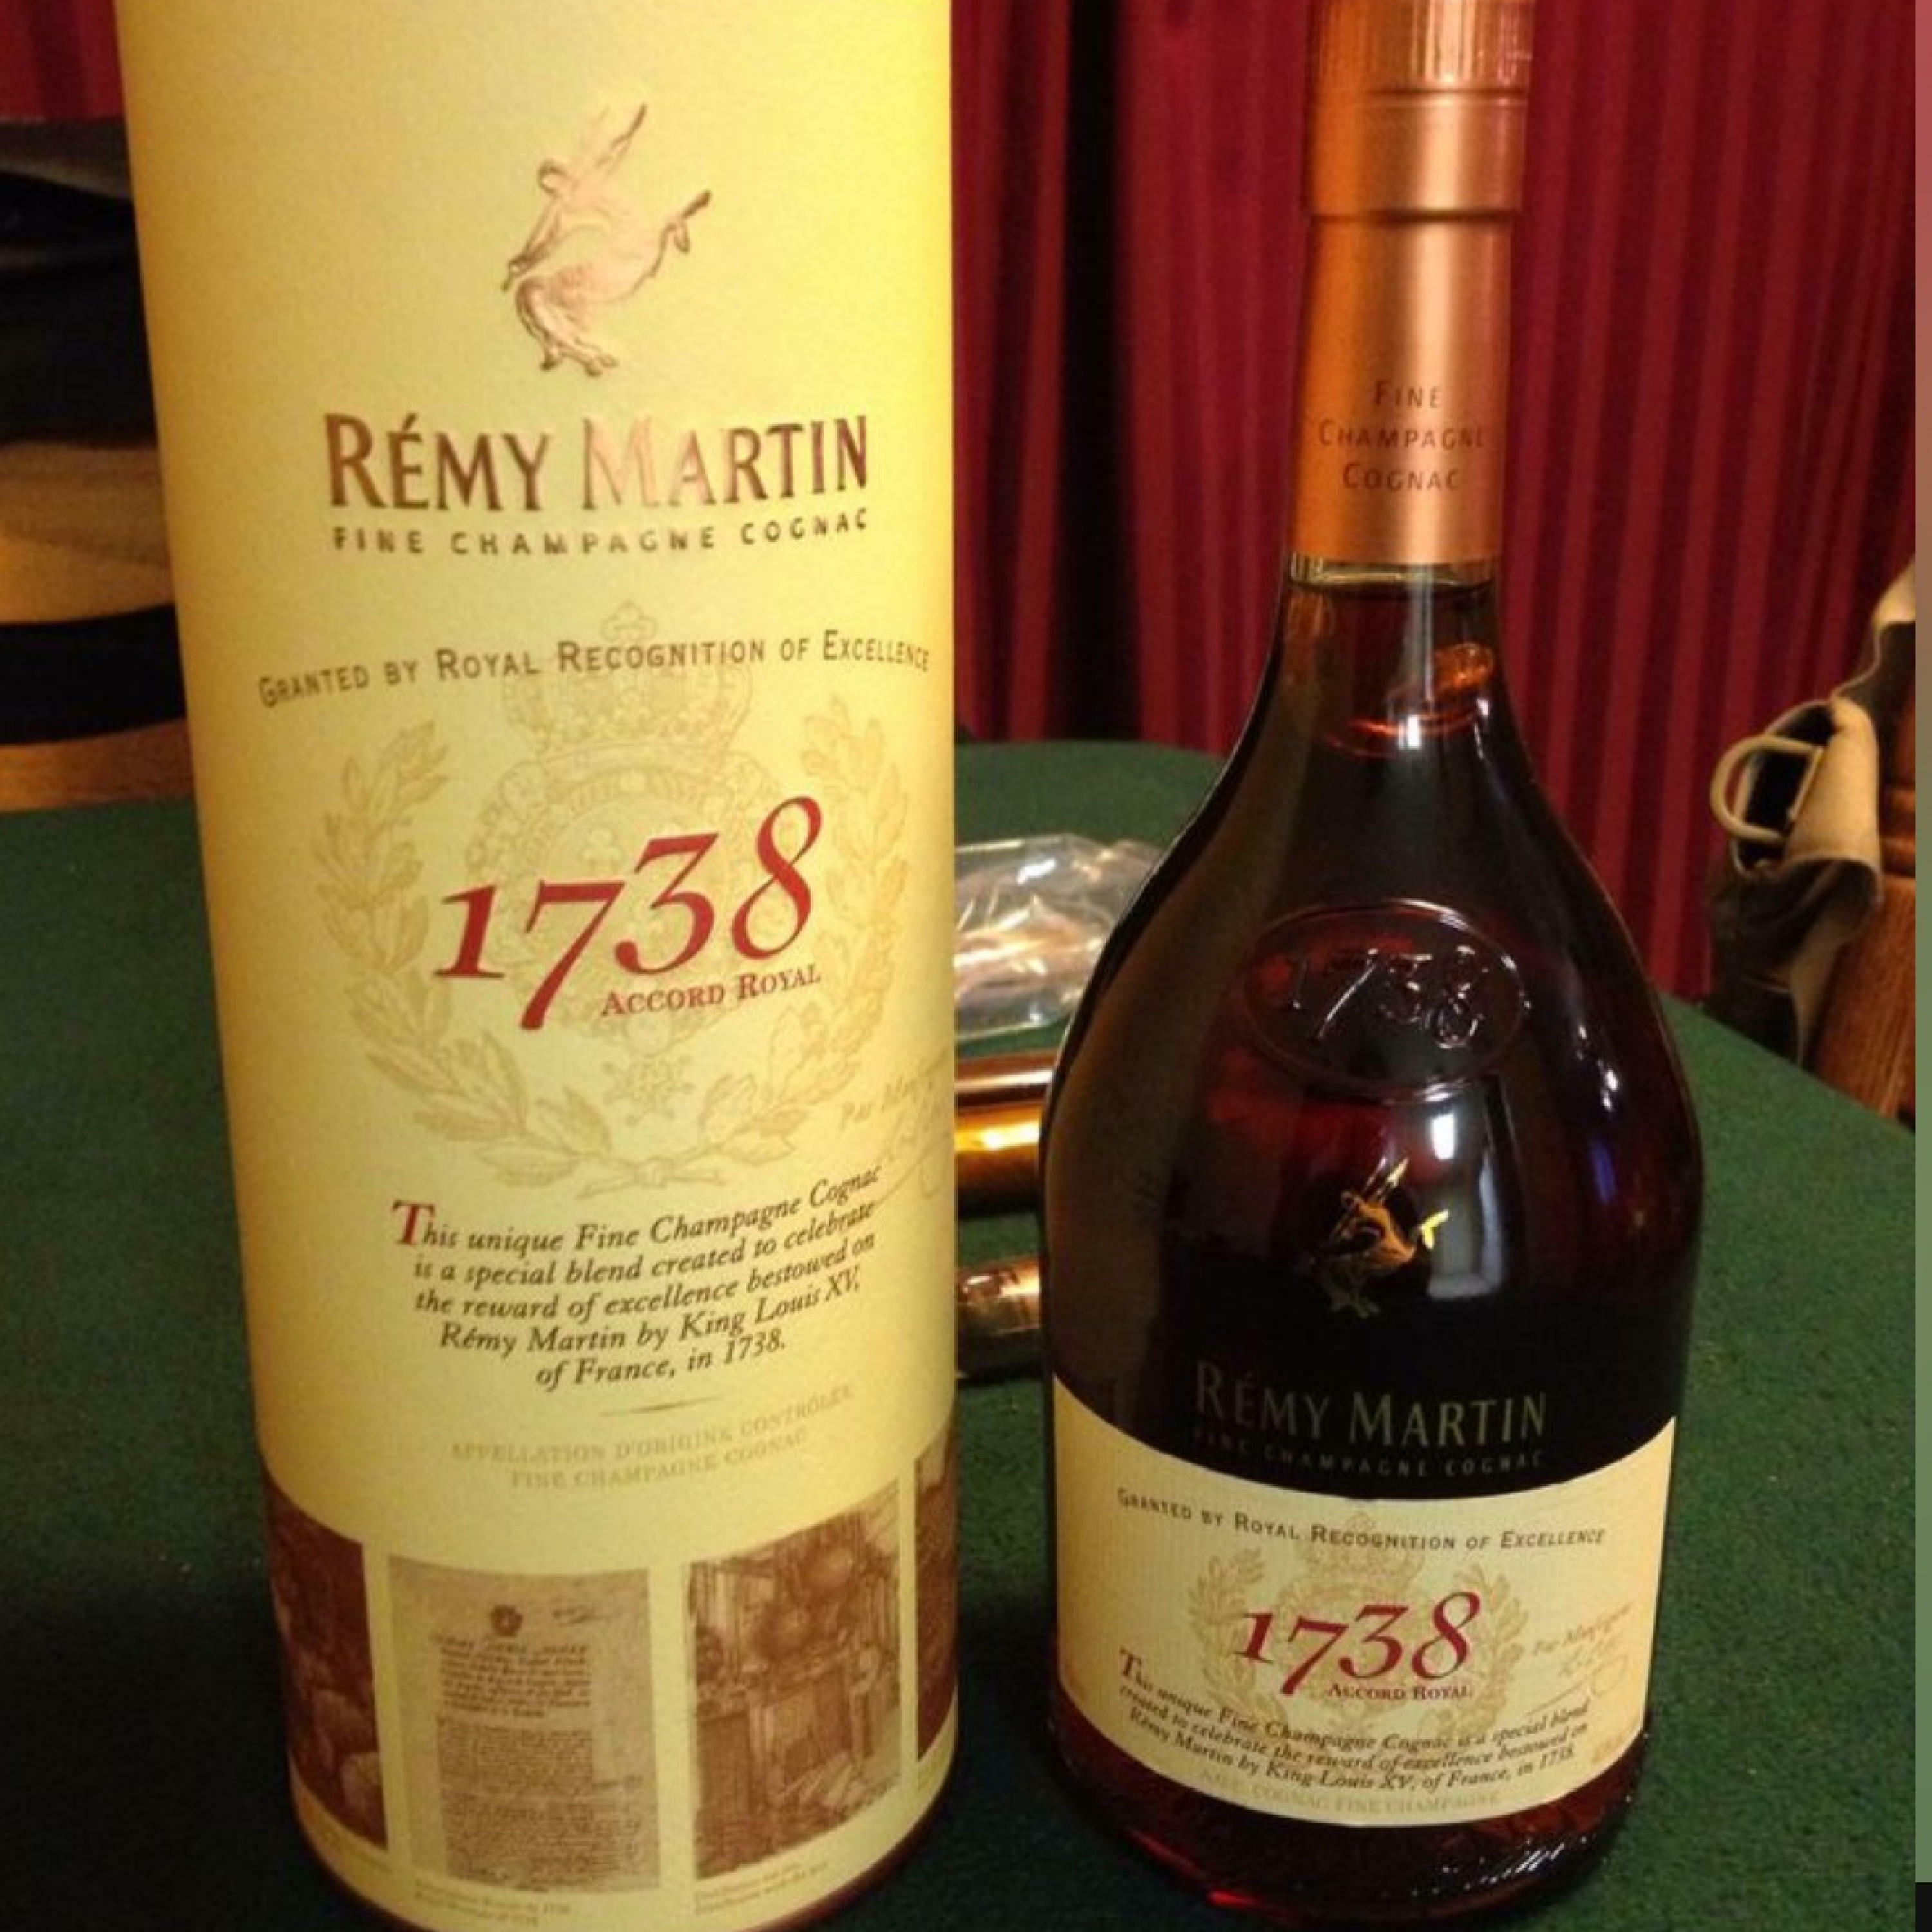 RÉMY MARTIN
FINE CHAMPAGNE COGNAC
GRANTED BY ROYAL RECOGNITION OF EXCELLENCE
1738
ACCORD ROYAL
This unique Fine Champagne Cognac
is a special blend created to celebrate
the reward of excellence bestowed on
Rémy Martin by King Louis XV,
of France, in 1738.
APPELLATION D'ORIGINE CONTRÔLÉE
FINE CHAMPAGNE COGNAC
FINE
CHAMPAGNE
COGNAC
1738
RÉMY MARTIN
FINE CHAMPAGNE COGNAC
GRANTED BY ROYAL RECOGNITION OF EXCELLENCE
1738
ACCORD ROYAL
This unique Fine Champagne Cognac is a special blend
created to celebrate the reward of excellence bestowed on
Rémy Martin by King Louis XV, of France, in 1738.
COGNAC FINE CHAMPAGNE